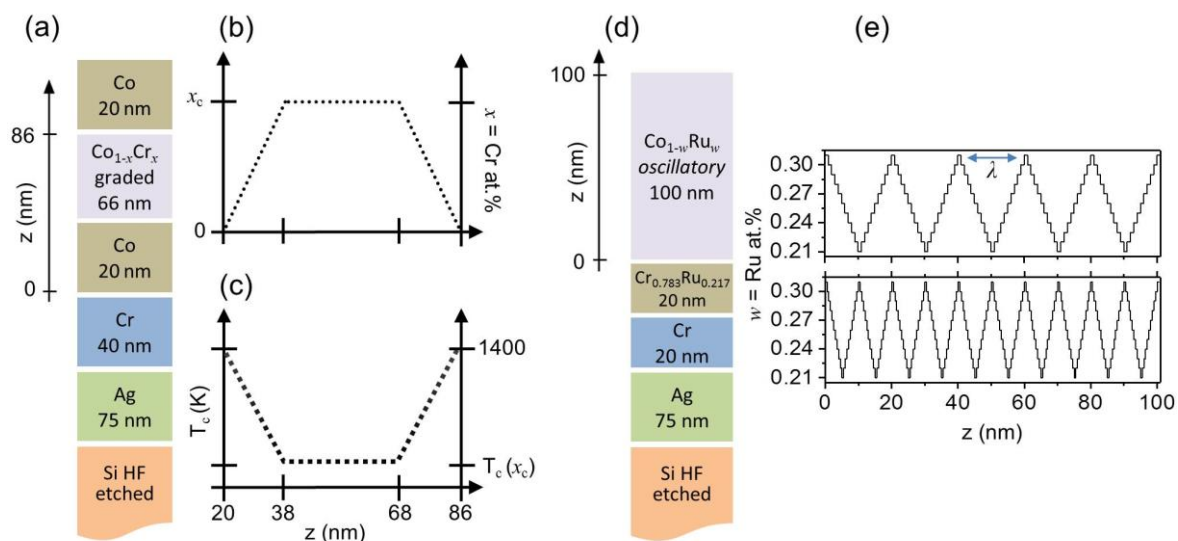 (a)
z (nm)
86
0
Co
20 nm
Co1-xCrx
graded
66 nm
Co
20 nm
Cr
40 nm
Ag
75 nm
Si HF
etched
(b)
xc
0
x = Cr at.%
(c)
Tc (K)
1400
Tc (xc)
20 38 68 86
z (nm)
(d)
z (nm)
100
0
Co1-wRuw
oscillatory
100 nm
Cr0.783Ru0.217
20 nm
Cr
20 nm
Ag
75 nm
Si HF
etched
(e)
w = Ru at.%
0.30
0.27
0.24
0.21
λ
0.30
0.27
0.24
0.21
0 20 40 60 80 100
z (nm)